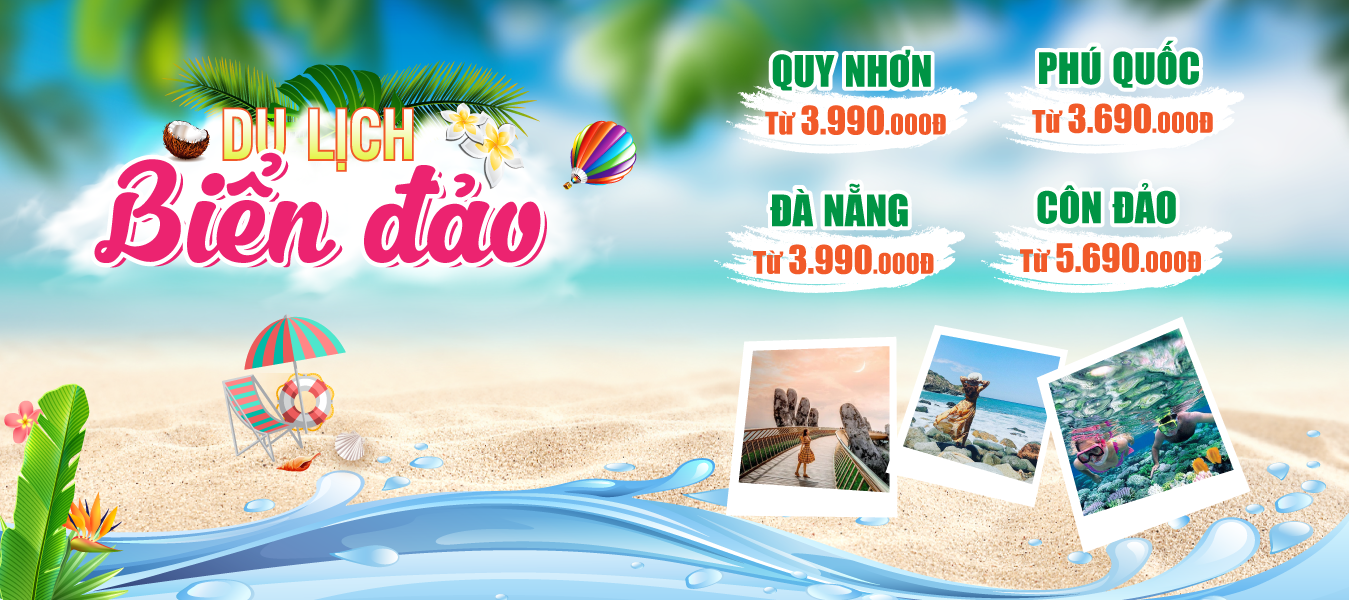 DU LỊCH
Biển đảo
QUY NHƠN
Từ 3.990.000Đ
PHÚ QUỐC
Từ 3.690.000Đ
ĐÀ NẴNG
Từ 3.990.000Đ
CÔN ĐẢO
Từ 5.690.000Đ